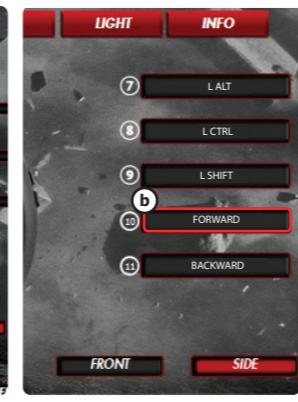 LIGHT INFO
7 L ALT
8 L CTRL
9 L SHIFT
b
10 FORWARD
11 BACKWARD
FRONT SIDE